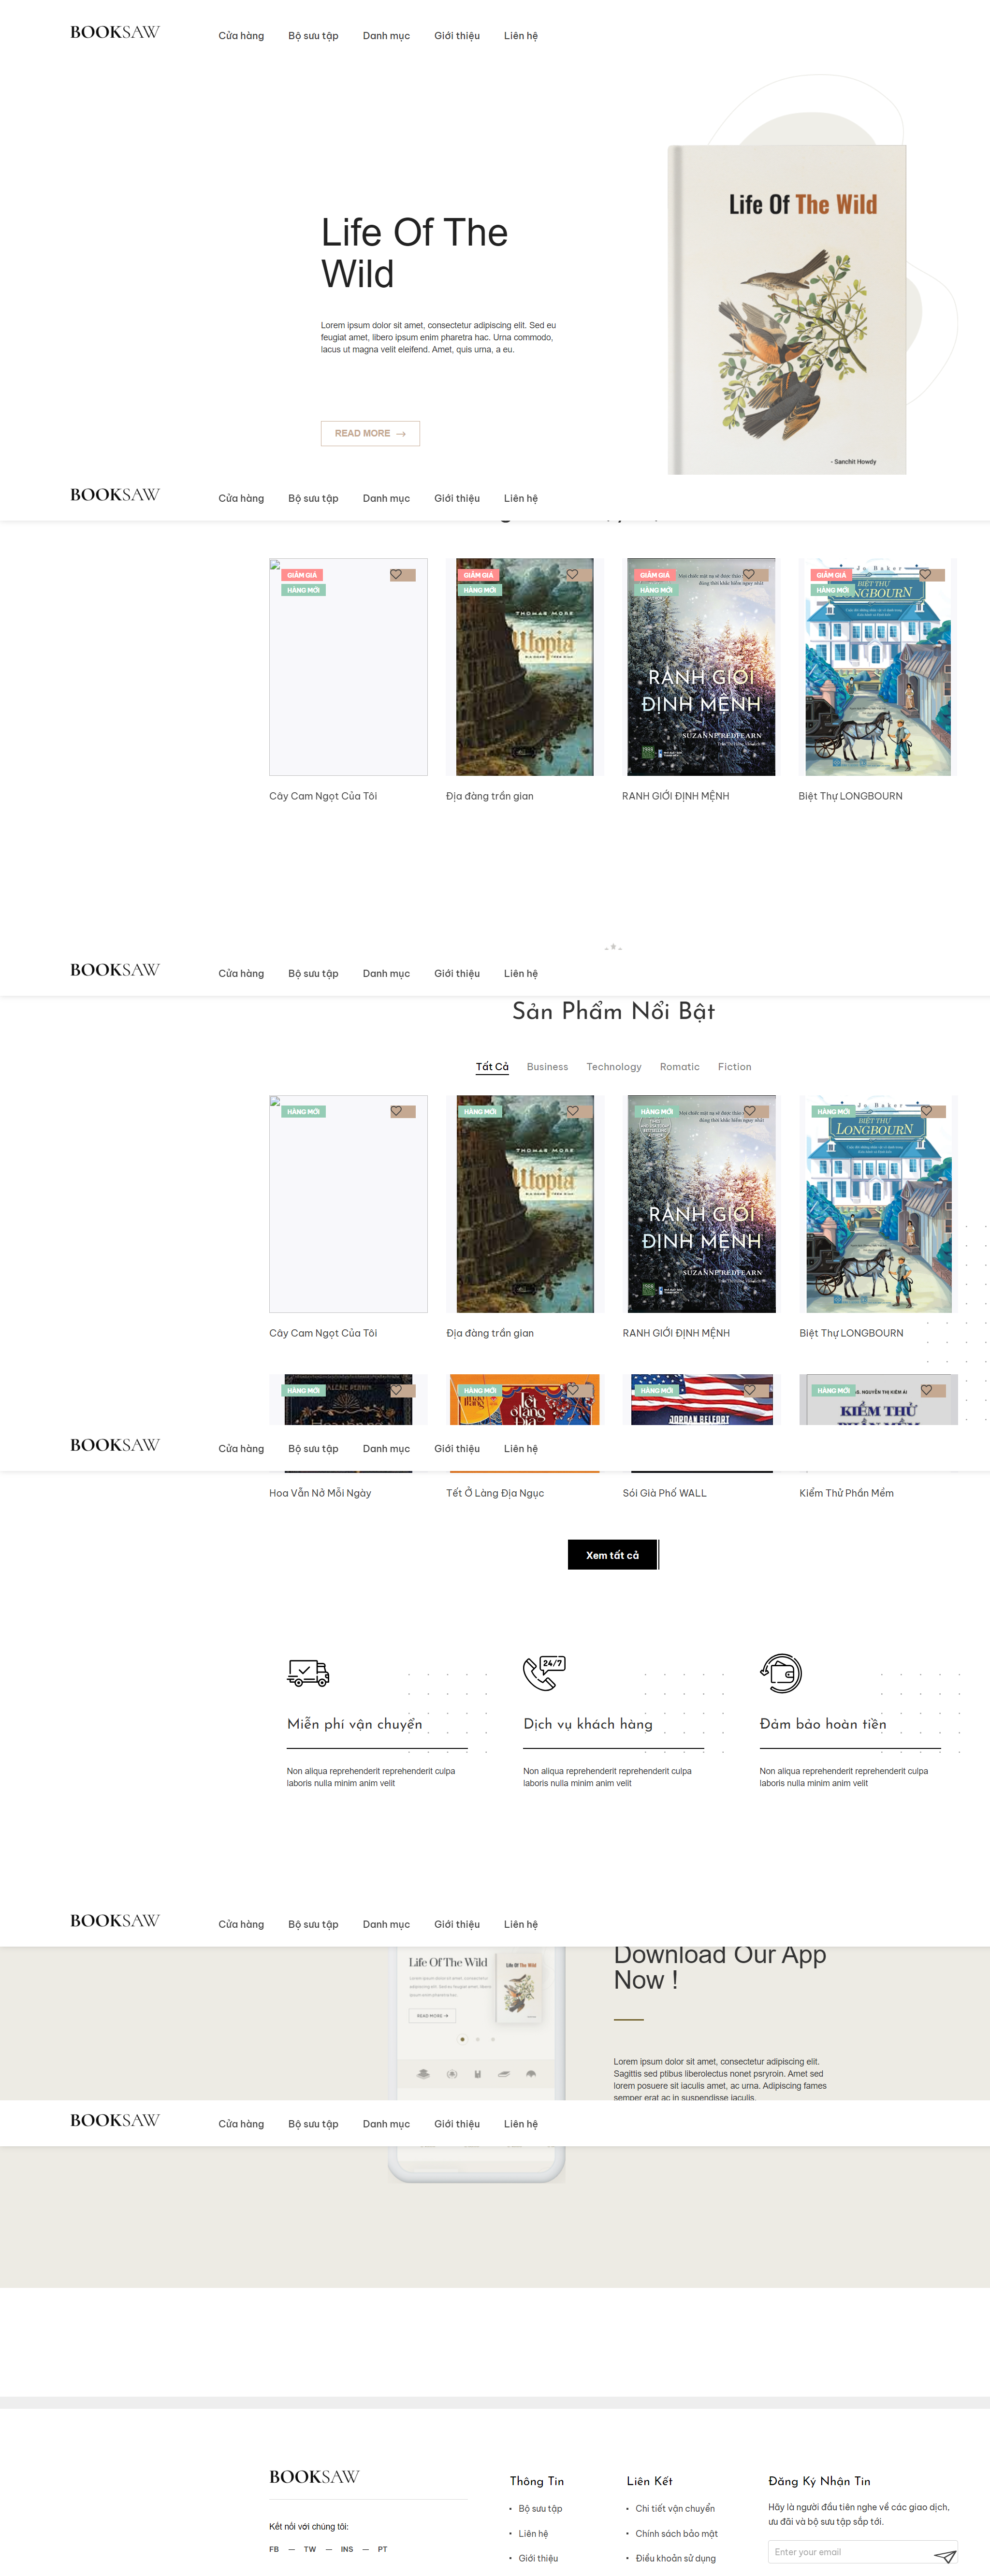 BOOKSAW
Cửa hàng Bộ sưu tập Danh mục Giới thiệu Liên hệ
Life Of The Wild
Life Of The
Wild
Lorem ipsum dolor sit amet, consectetur adipiscing elit. Sed eu
feugiat amet, libero ipsum enim pharetra hac. Urna commodo,
lacus ut magna velit eleifend. Amet, quis urna, a eu.
READ MORE
- Sanchit Howdy
BOOKSAW
Cửa hàng Bộ sưu tập Danh mục Giới thiệu Liên hệ
GIẢM GIÁ
HÀNG MỚI
GIẢM GIÁ
HÀNG MỚI
THOMAS MORE
Utopia
GIẢM GIÁ
HÀNG MỚI
RANH GIỚI
ĐỊNH MỆNH
SUZANNE REDFEARN
GIẢM GIÁ
HÀNG MỚI
Jo Baker
BIỆT THỰ
LONGBOURN
Cây Cam Ngọt Của Tôi
Địa đàng trần gian
RANH GIỚI ĐỊNH MỆNH
Biệt Thự LONGBOURN
BOOKSAW
Cửa hàng Bộ sưu tập Danh mục Giới thiệu Liên hệ
Sản Phẩm Nổi Bật
Tất Cả Business Technology Romatic Fiction
HÀNG MỚI
HÀNG MỚI
THOMAS MORE
Utopia
HÀNG MỚI
RANH GIỚI
ĐỊNH MỆNH
SUZANNE REDFEARN
HÀNG MỚI
Jo Baker
BIỆT THỰ
LONGBOURN
Cây Cam Ngọt Của Tôi
Địa đàng trần gian
RANH GIỚI ĐỊNH MỆNH
Biệt Thự LONGBOURN
HÀNG MỚI
HÀNG MỚI
HÀNG MỚI
JORDAN BELFORT
HÀNG MỚI
KIỂM THỬ
BOOKSAW
Cửa hàng Bộ sưu tập Danh mục Giới thiệu Liên hệ
Hoa Vẫn Nở Mỗi Ngày
Tết Ở Làng Địa Ngục
Sói Già Phố WALL
Kiểm Thử Phần Mềm
Xem tất cả
24/7
Miễn phí vận chuyển
Non aliqua reprehenderit reprehenderit culpa
laboris nulla minim anim velit
Dịch vụ khách hàng
Non aliqua reprehenderit reprehenderit culpa
laboris nulla minim anim velit
Đảm bảo hoàn tiền
Non aliqua reprehenderit reprehenderit culpa
laboris nulla minim anim velit
BOOKSAW
Cửa hàng Bộ sưu tập Danh mục Giới thiệu Liên hệ
Life Of The Wild
READ MORE
Life Of The Wild
Download Our App
Now !
Lorem ipsum dolor sit amet, consectetur adipiscing elit.
Sagittis sed ptibus liberolectus nonet psryroin. Amet sed
lorem posuere sit iaculis amet, ac urna. Adipiscing fames
semper erat ac in suspendisse iaculis.
BOOKSAW
Cửa hàng Bộ sưu tập Danh mục Giới thiệu Liên hệ
BOOKSAW
Kết nối với chúng tôi:
FB — TW — INS — PT
Thông Tin
• Bộ sưu tập
• Liên hệ
• Giới thiệu
Liên Kết
• Chi tiết vận chuyển
• Chính sách bảo mật
• Điều khoản sử dụng
Đăng Ký Nhận Tin
Hãy là người đầu tiên nghe về các giao dịch,
ưu đãi và bộ sưu tập sắp tới.
Enter your email